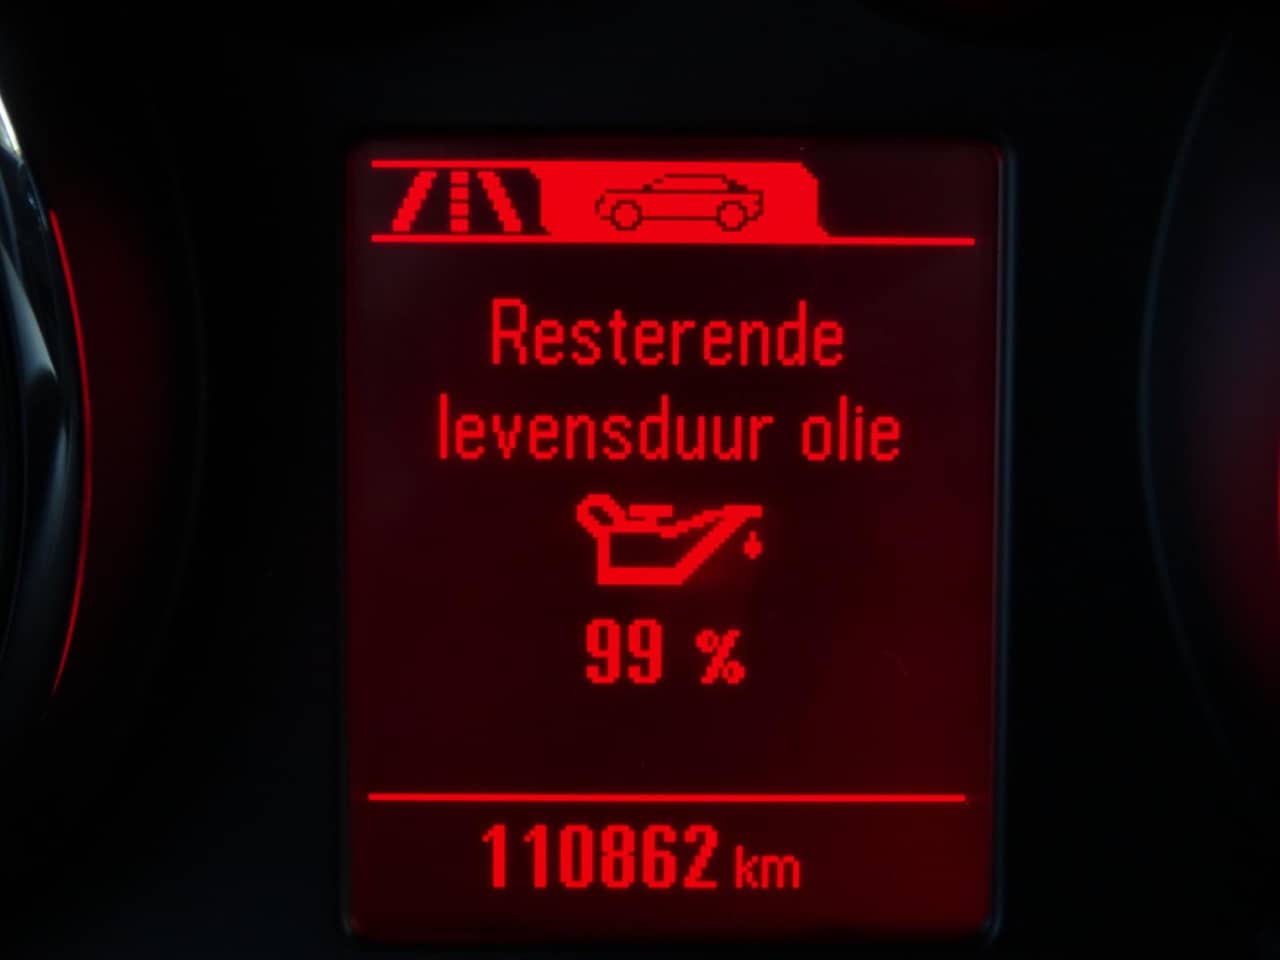 Resterende
levensduur olie
99 %
110862 km